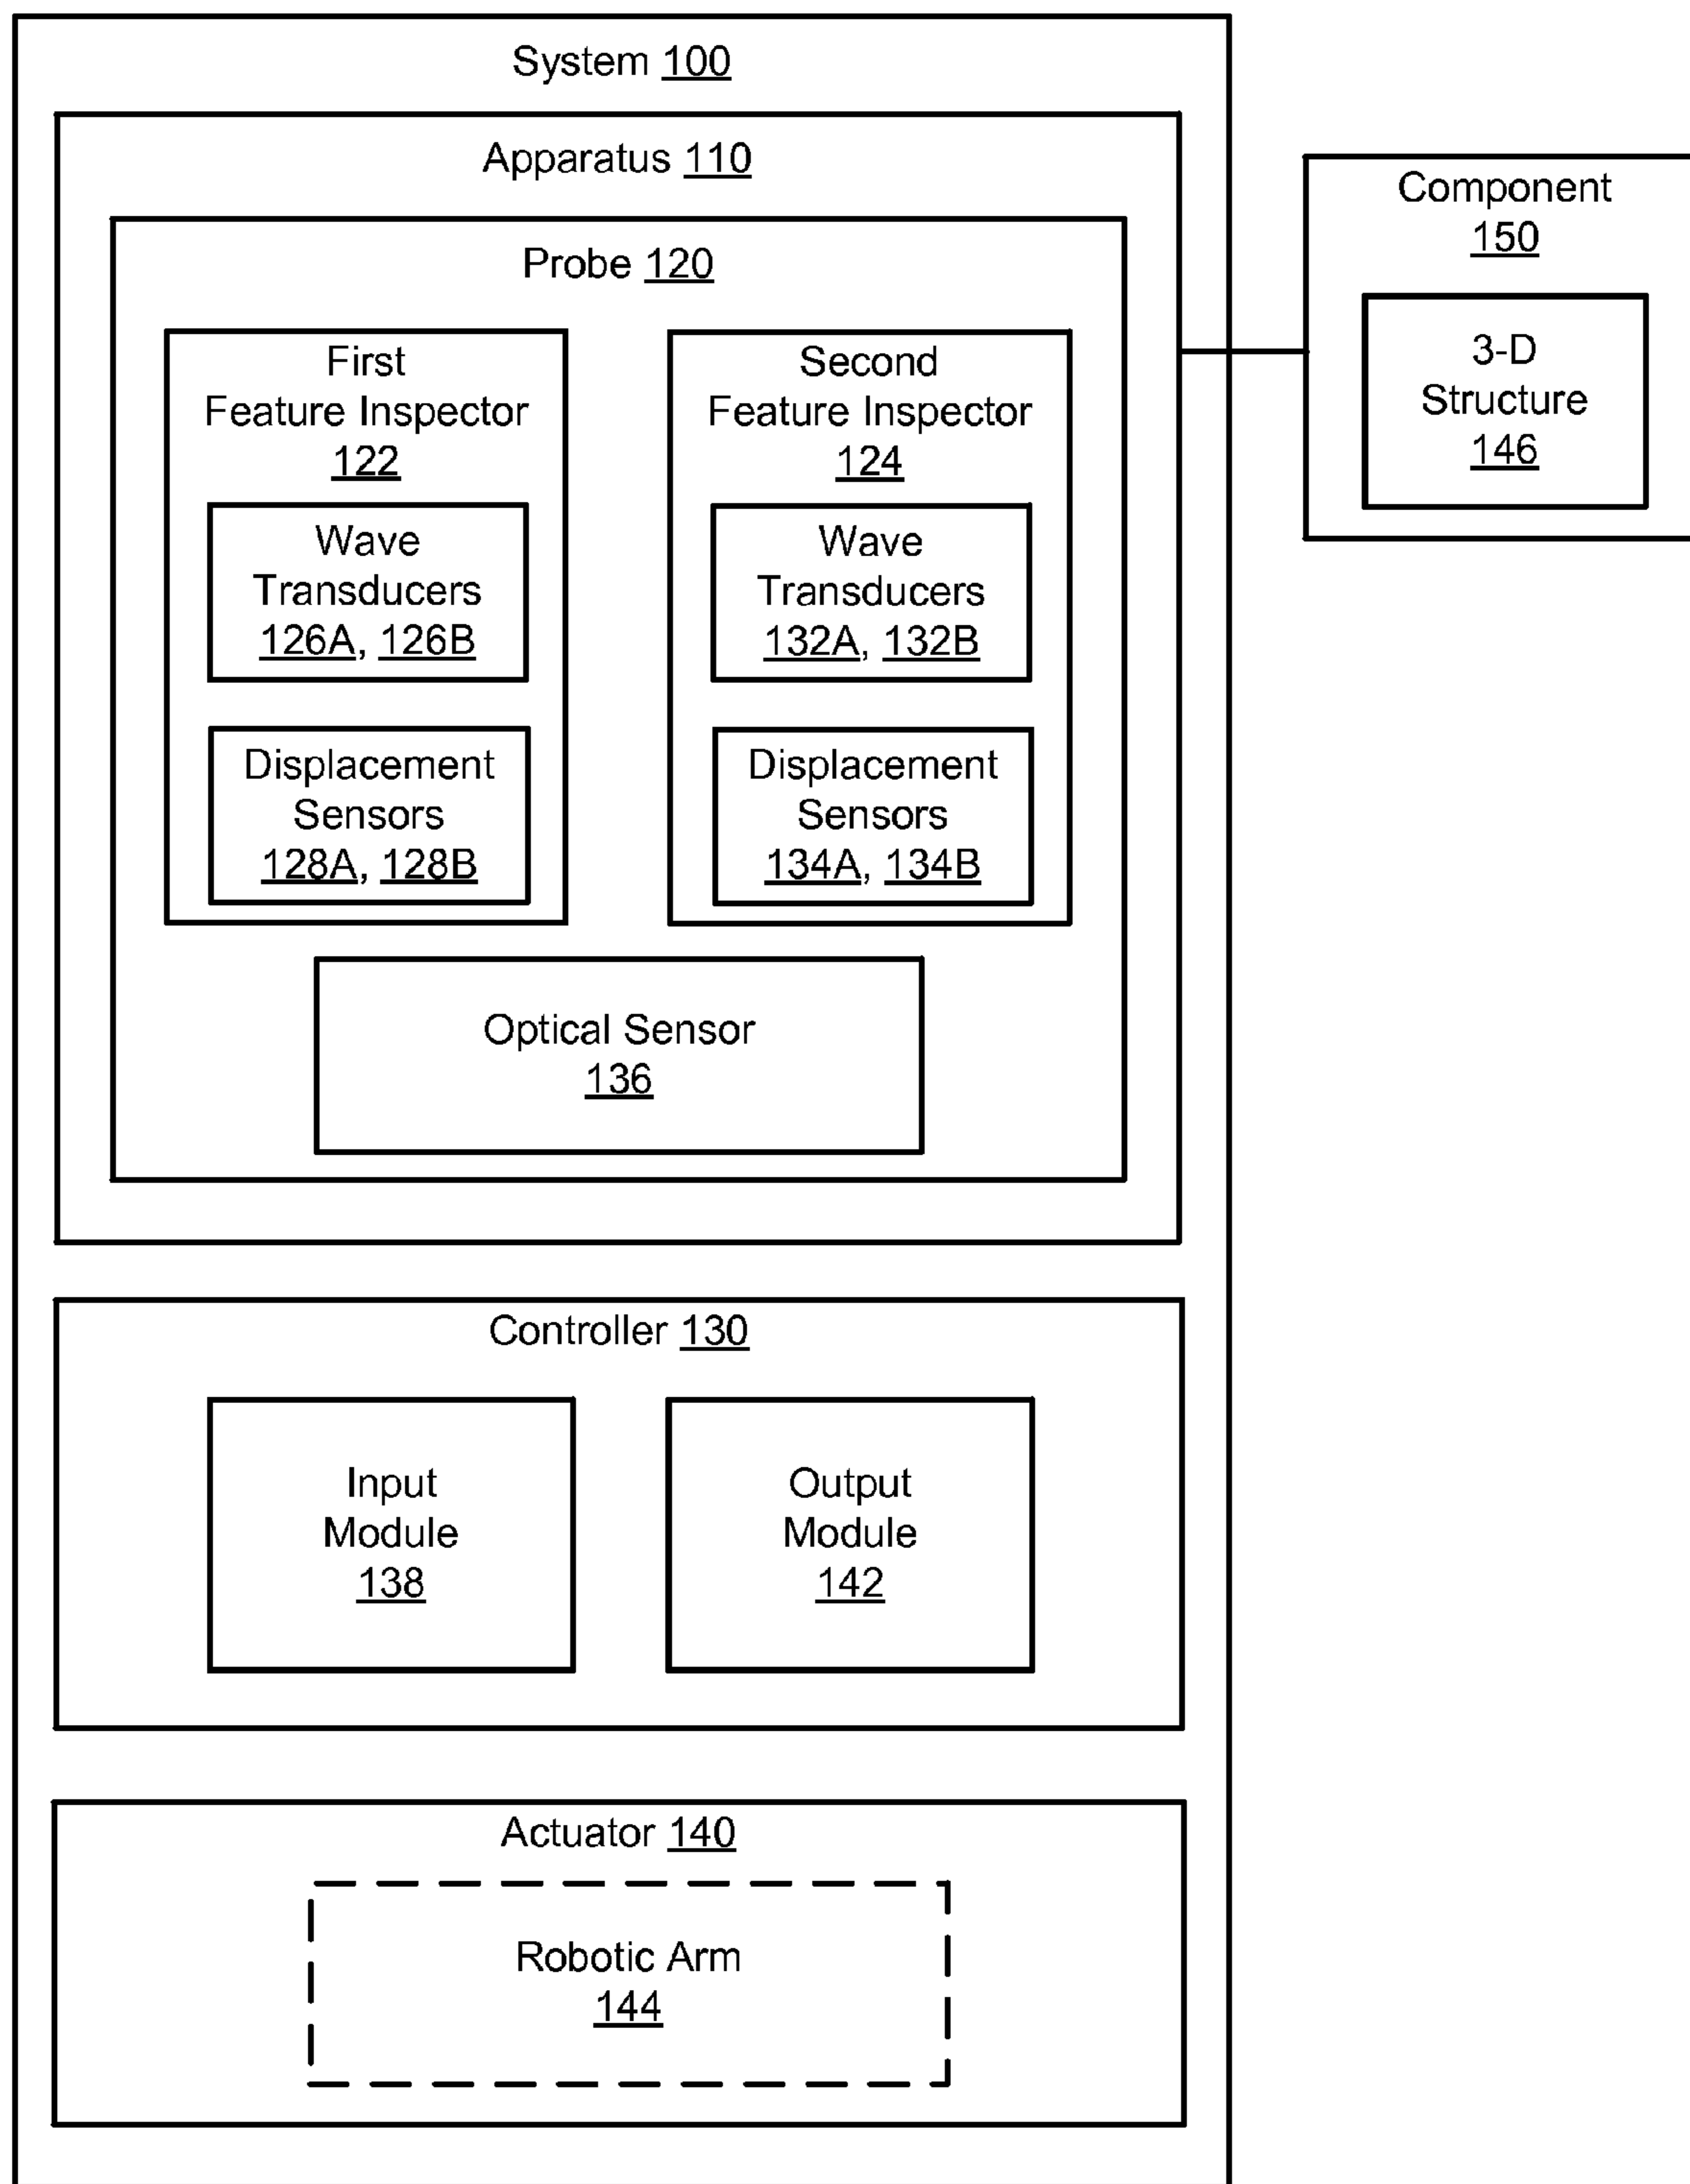 System 100
Apparatus 110
Probe 120
First
Feature Inspector
122
Wave
Transducers
126A, 126B
Displacement
Sensors
128A, 128B
Second
Feature Inspector
124
Wave
Transducers
132A, 132B
Displacement
Sensors
134A, 134B
Optical Sensor
136
Controller 130
Input
Module
138
Output
Module
142
Actuator 140
Robotic Arm
144
Component
150
3-D
Structure
146